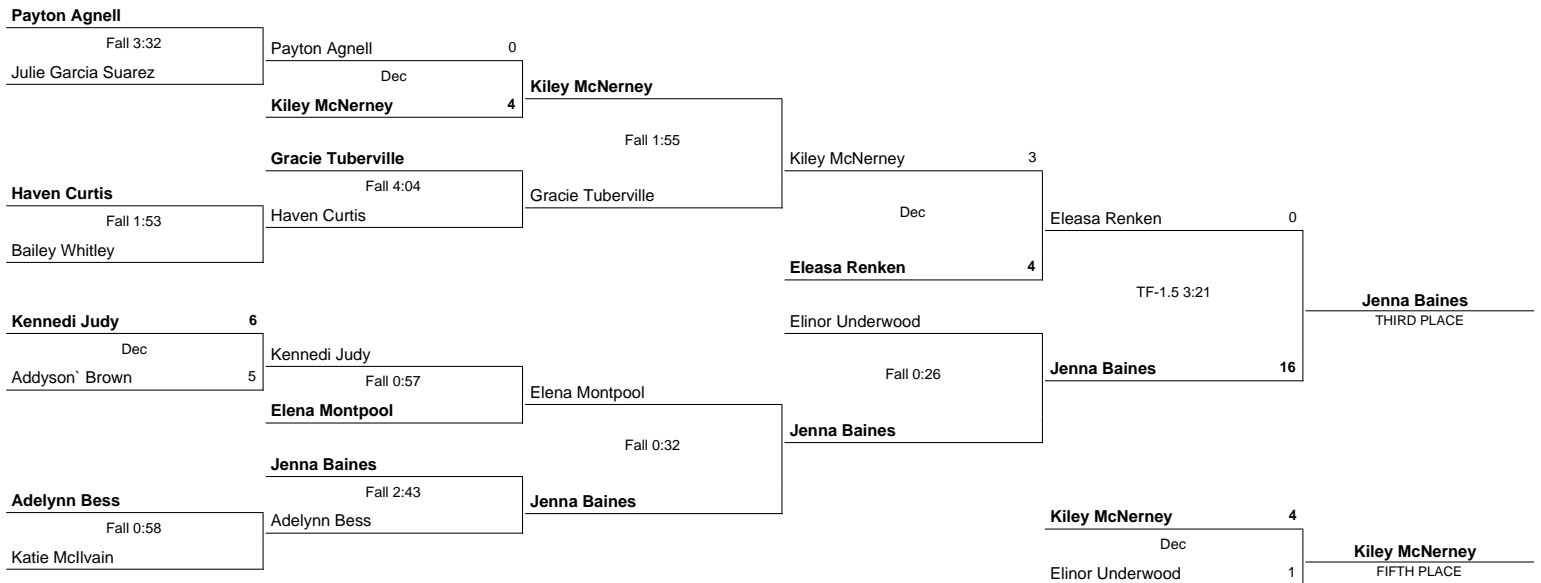 Payton Agnell
Fall 3:32
Julie Garcia Suarez
Haven Curtis
Fall 1:53
Bailey Whitley
Kennedi Judy 6
Dec
Addyson` Brown 5
Adelynn Bess
Fall 0:58
Katie McIlvain
Payton Agnell 0
Dec
Kiley McNerney 4
Gracie Tuberville
Fall 4:04
Haven Curtis
Kennedi Judy
Fall 0:57
Elena Montpool
Jenna Baines
Fall 2:43
Adelynn Bess
Kiley McNerney
Fall 1:55
Gracie Tuberville
Elena Montpool
Fall 0:32
Jenna Baines
Kiley McNerney 3
Dec
Eleasa Renken 4
Elinor Underwood
Fall 0:26
Jenna Baines
Eleasa Renken 0
TF-1.5 3:21
Jenna Baines 16
Jenna Baines
THIRD PLACE
Kiley McNerney 4
Dec
Elinor Underwood 1
Kiley McNerney
FIFTH PLACE